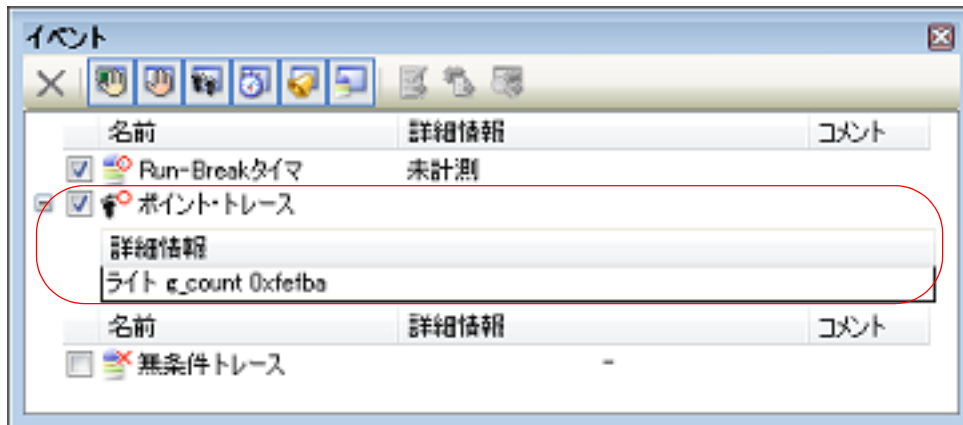 イベント
名前 詳細情報 コメント
Run-Breakタイマ 未計測
ポイント・トレース
詳細情報
ライト g_count 0xfefba
名前 詳細情報 コメント
無条件トレース -